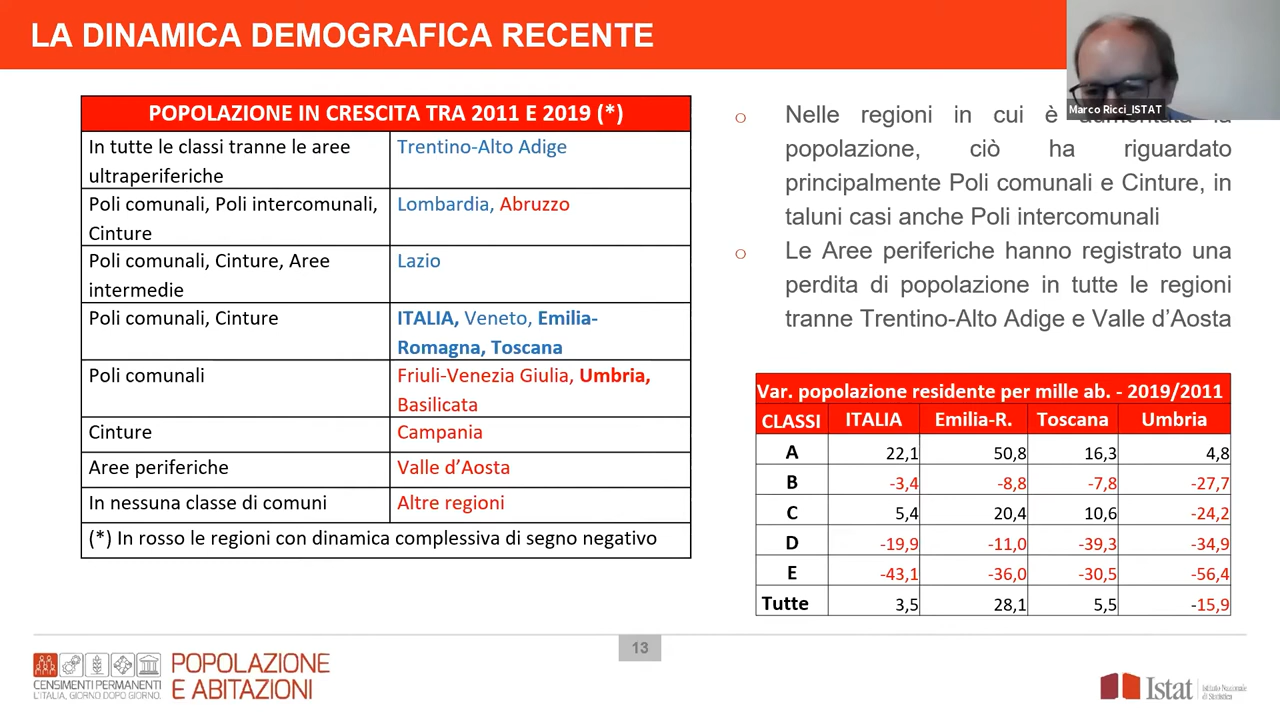 LA DINAMICA DEMOGRAFICA RECENTE
Marco Ricci_ISTAT
POPOLAZIONE IN CRESCITA TRA 2011 E 2019 (*)
In tutte le classi tranne le aree ultraperiferiche Trentino-Alto Adige
Poli comunali, Poli intercomunali, Cinture Lombardia, Abruzzo
Poli comunali, Cinture, Aree intermedie Lazio
Poli comunali, Cinture ITALIA, Veneto, Emilia-Romagna, Toscana
Poli comunali Friuli-Venezia Giulia, Umbria, Basilicata
Cinture Campania
Aree periferiche Valle d’Aosta
In nessuna classe di comuni Altre regioni
(*) In rosso le regioni con dinamica complessiva di segno negativo
o Nelle regioni in cui è
popolazione, ciò ha riguardato
principalmente Poli comunali e Cinture, in
taluni casi anche Poli intercomunali
o Le Aree periferiche hanno registrato una
perdita di popolazione in tutte le regioni
tranne Trentino-Alto Adige e Valle d’Aosta
Var. popolazione residente per mille ab. - 2019/2011
CLASSI ITALIA Emilia-R. Toscana Umbria
A 22,1 50,8 16,3 4,8
B -3,4 -8,8 -7,8 -27,7
C 5,4 20,4 10,6 -24,2
D -19,9 -11,0 -39,3 -34,9
E -43,1 -36,0 -30,5 -56,4
Tutte 3,5 28,1 5,5 -15,9
13
CENSIMENTI PERMANENTI
L'ITALIA, GIORNO DOPO GIORNO.
POPOLAZIONE
E ABITAZIONI
Istat
Istituto Nazionale
di Statistica